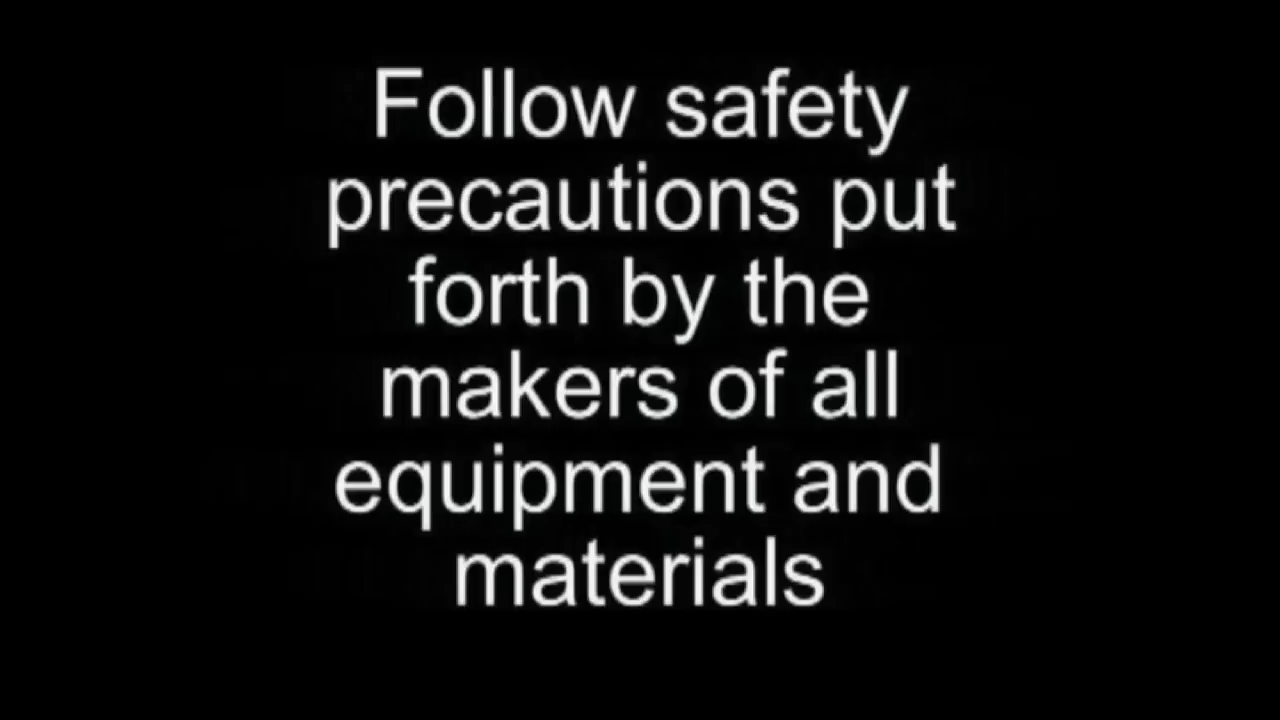 Follow safety
precautions put
forth by the
makers of all
equipment and
materials